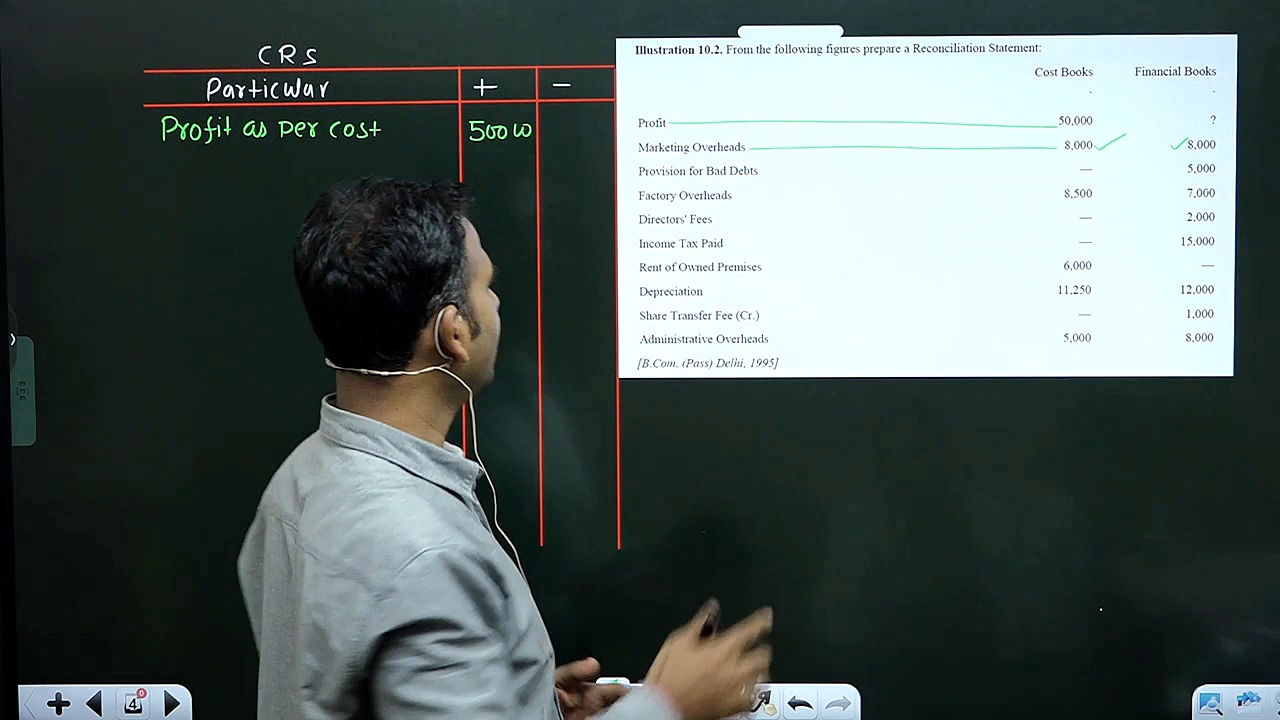 CRS
Particular + −
Profit as Per cost 50000
Illustration 10.2. From the following figures prepare a Reconciliation Statement:
Cost Books Financial Books
Profit 50,000 ?
Marketing Overheads 8,000 8,000
Provision for Bad Debts — 5,000
Factory Overheads 8,500 7,000
Directors' Fees — 2,000
Income Tax Paid — 15,000
Rent of Owned Premises 6,000 —
Depreciation 11,250 12,000
Share Transfer Fee (Cr.) — 1,000
Administrative Overheads 5,000 8,000
[B.Com. (Pass) Delhi, 1995]
4
0